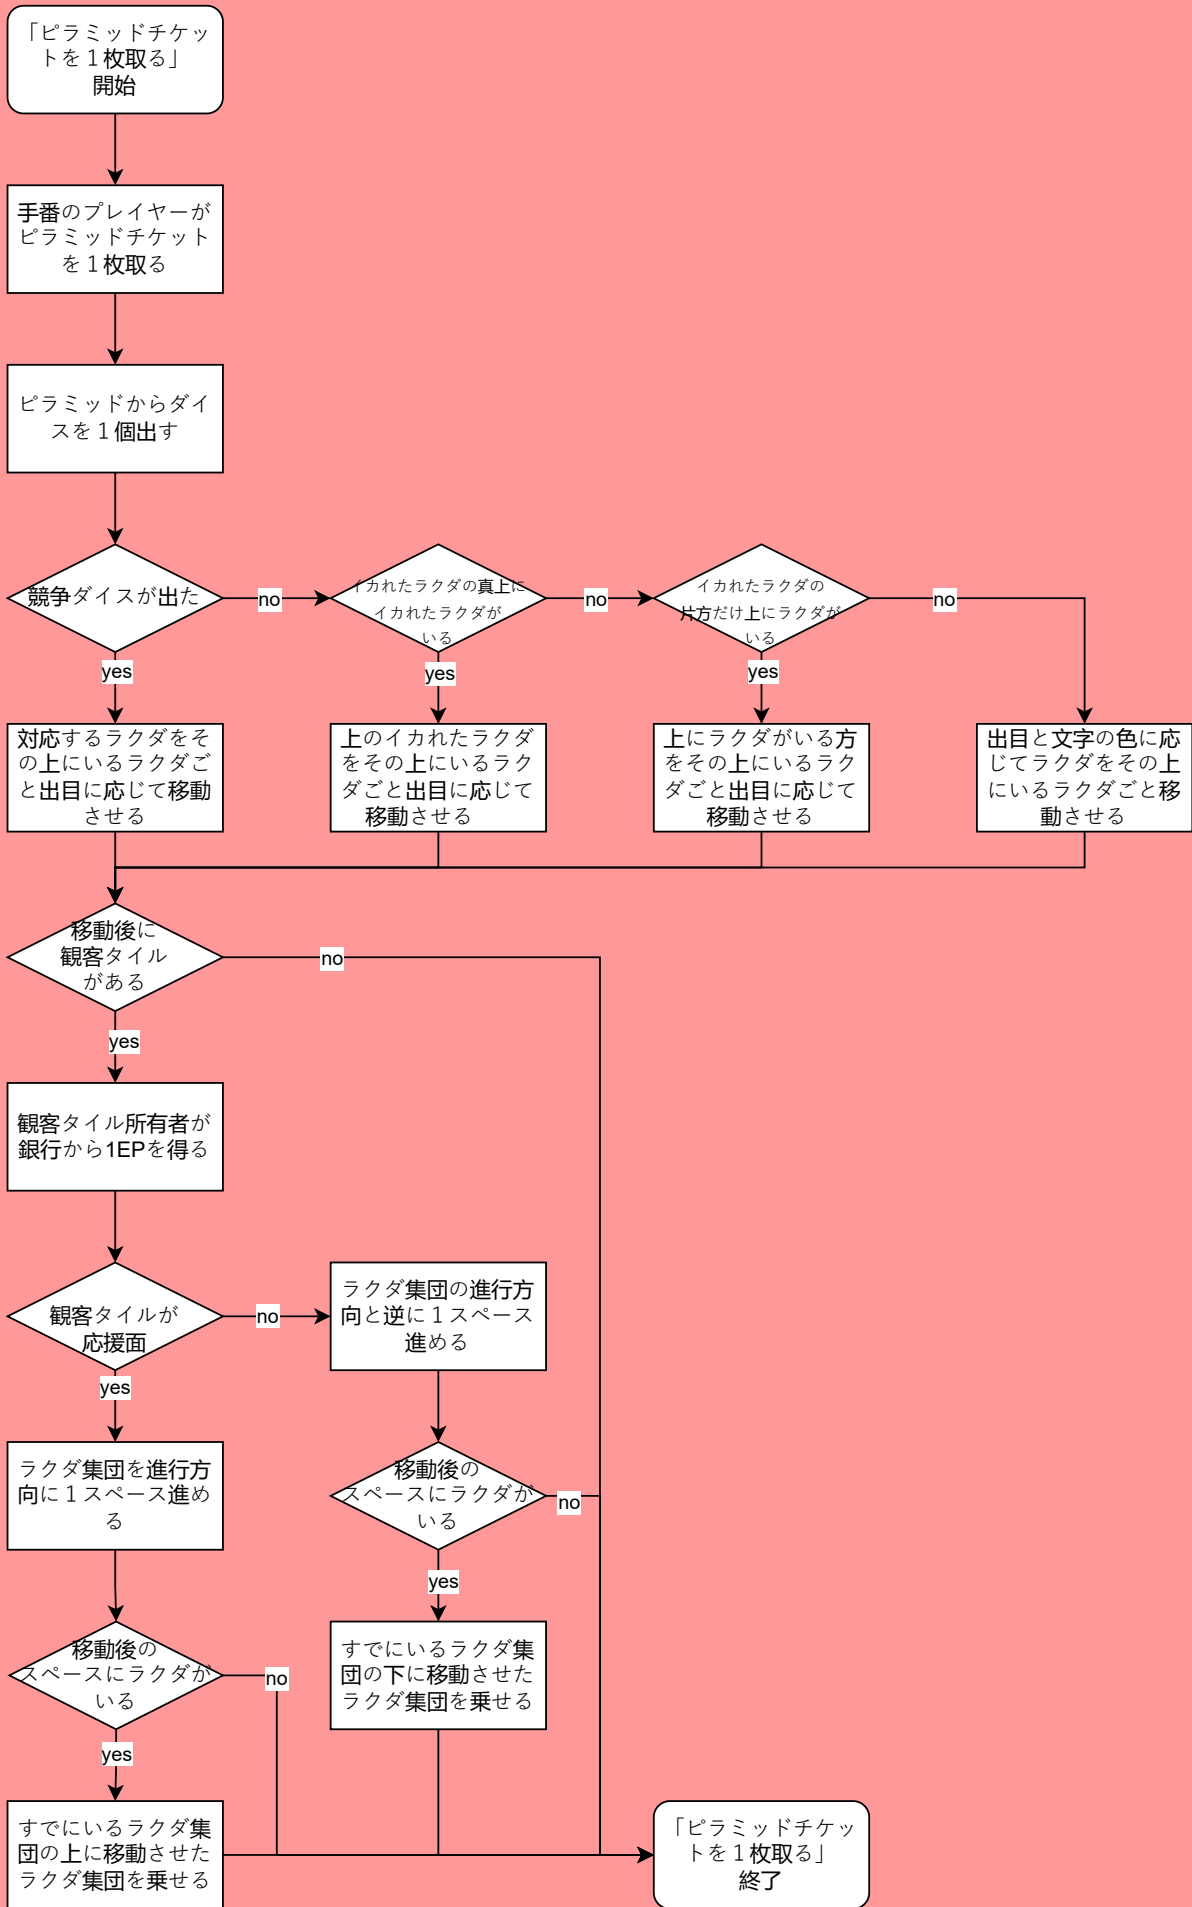 「ピラミッドチケッ
トを１枚取る」
開始
手番のプレイヤーが
ピラミッドチケット
を１枚取る
ピラミッドからダイ
スを１個出す
競争ダイスが出た
no
イカれたラクダの真上に
イカれたラクダが
いる
no
イカれたラクダの
片方だけ上にラクダが
いる
no
yes
yes
yes
対応するラクダをそ
の上にいるラクダご
と出目に応じて移動
させる
上のイカれたラクダ
をその上にいるラク
ダごと出目に応じて
移動させる
上にラクダがいる方
をその上にいるラク
ダごと出目に応じて
移動させる
出目と文字の色に応
じてラクダをその上
にいるラクダごと移
動させる
移動後に
観客タイル
がある
no
yes
観客タイル所有者が
銀行から1EPを得る
観客タイルが
応援面
no
ラクダ集団の進行方
向と逆に１スペース
進める
yes
ラクダ集団を進行方
向に１スペース進め
る
移動後の
スペースにラクダが
いる
no
yes
移動後の
スペースにラクダが
いる
no
すでにいるラクダ集
団の下に移動させた
ラクダ集団を乗せる
yes
すでにいるラクダ集
団の上に移動させた
ラクダ集団を乗せる
「ピラミッドチケッ
トを１枚取る」
終了